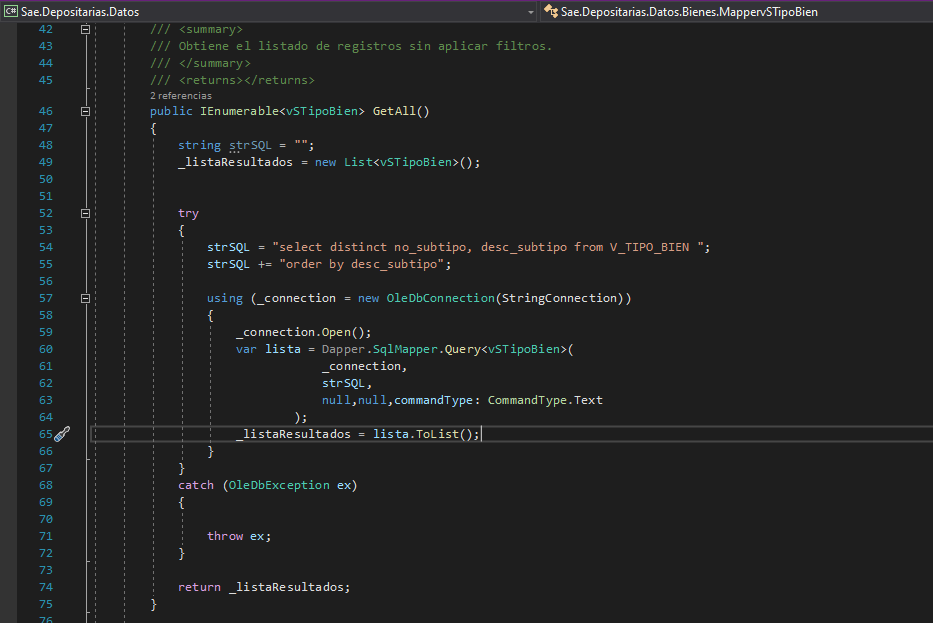 C# Sae.Depositarias.Datos
Sae.Depositarias.Datos.Bienes.MappervSTipoBien
42 /// <summary>
43 /// Obtiene el listado de registros sin aplicar filtros.
44 /// </summary>
45 /// <returns></returns>
2 referencias
46 public IEnumerable<vSTipoBien> GetAll()
47 {
48 string strSQL = "";
49 _listaResultados = new List<vSTipoBien>();
50
51
52 try
53 {
54 strSQL = "select distinct no_subtipo, desc_subtipo from V_TIPO_BIEN ";
55 strSQL += "order by desc_subtipo";
56
57 using (_connection = new OleDbConnection(StringConnection))
58 {
59 _connection.Open();
60 var lista = Dapper.SqlMapper.Query<vSTipoBien>(
61 _connection,
62 strSQL,
63 null,null,commandType: CommandType.Text
64 );
65 _listaResultados = lista.ToList();
66 }
67 }
68 catch (OleDbException ex)
69 {
70
71 throw ex;
72 }
73
74 return _listaResultados;
75 }
76